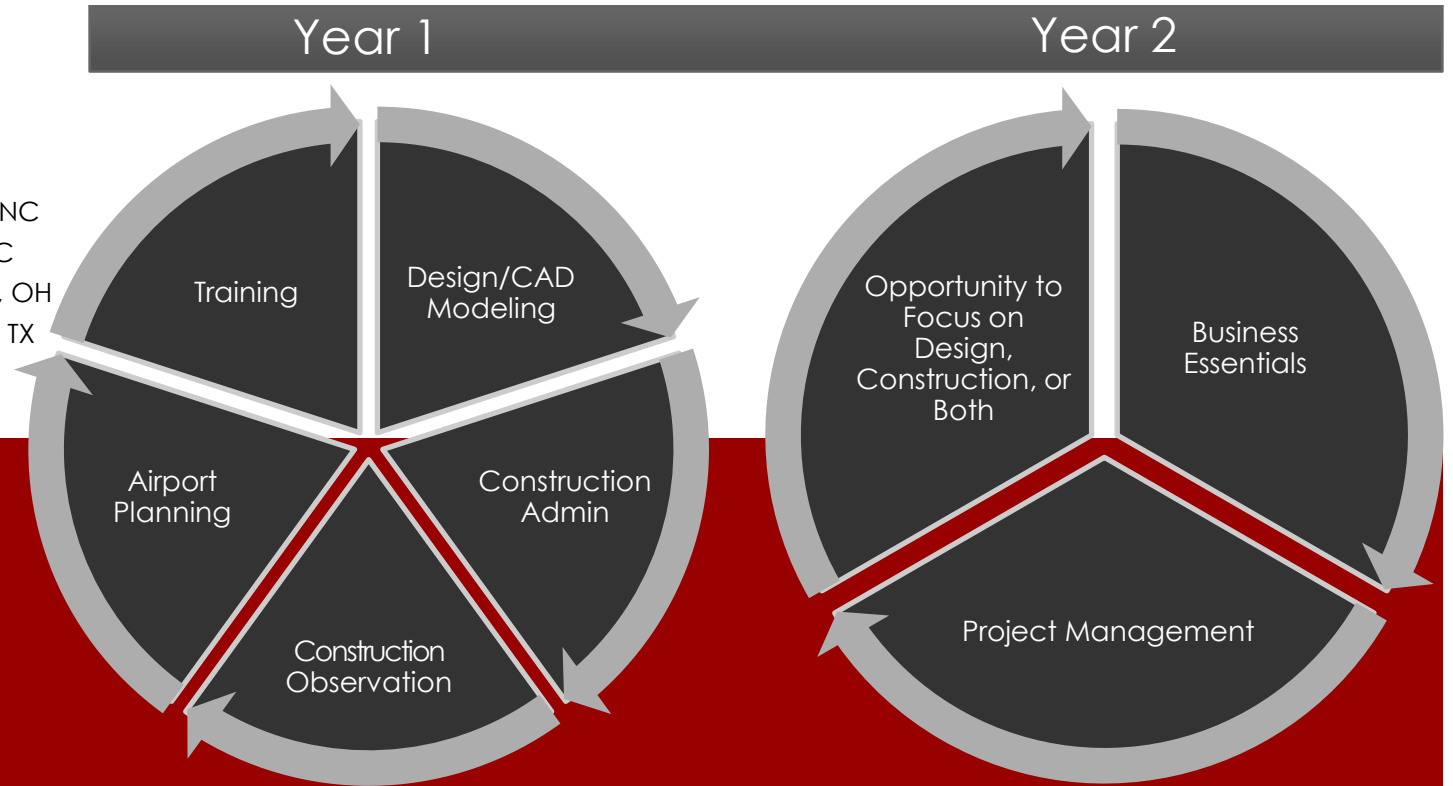 Year 1
Year 2
NC
C
, OH
TX
Training
Design/CAD
Modeling
Construction
Admin
Construction
Observation
Airport
Planning
Opportunity to
Focus on
Design,
Construction, or
Both
Business
Essentials
Project Management